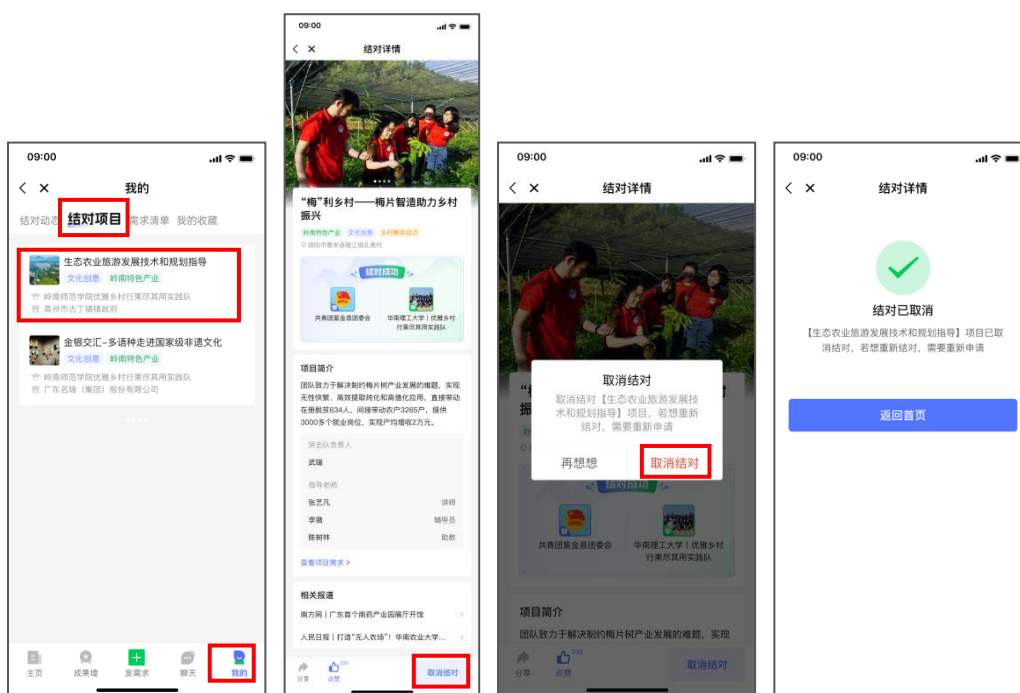 09:00
我的
结对动态 结对项目 需求清单 我的收藏
生态农业旅游发展技术和规划指导
文化创意 岭南特色产业
岭南师范学院优雅乡村行果尽其用实践队
高州市古丁镇镇政府
金银交汇-多语种走进国家级非遗文化
文化创意 岭南特色产业
岭南师范学院优雅乡村行果尽其用实践队
广东名瑞（集团）股份有限公司
主页 成果墙 发需求 聊天 我的
09:00
结对详情
“梅”利乡村——梅片智造助力乡村
振兴
岭南特色产业 文化创意 乡村集体经济
揭阳市惠来县隆江镇孔美村
结对成功
共青团紫金县团委会
华南理工大学｜优雅乡村
行果尽其用实践队
项目简介
团队致力于解决制约梅片树产业发展的难题，实现
无性快繁、高效提取纯化和高值化应用，直接带动
在册脱贫634人，间接带动农户3265户，提供
3000多个就业岗位，实现户均增收2万元。
突击队负责人
武雄
指导老师
张艺凡 讲师
李微 辅导员
陈树林 助教
查看项目需求 >
相关报道
南方网｜广东首个南药产业园展厅开馆 >
人民日报｜打造“无人农场”！华南农业大学... >
分享 点赞 233 取消结对
09:00
结对详情
取消结对
取消结对【生态农业旅游发展技
术和规划指导】项目，若想重新
结对，需要重新申请
再想想 取消结对
结对成功
共青团紫金县团委会
华南理工大学｜优雅乡村
行果尽其用实践队
项目简介
团队致力于解决制约梅片树产业发展的难题，实现
分享 点赞 233 取消结对
09:00
结对详情
结对已取消
【生态农业旅游发展技术和规划指导】项目已取
消结对，若想重新结对，需要重新申请
返回首页